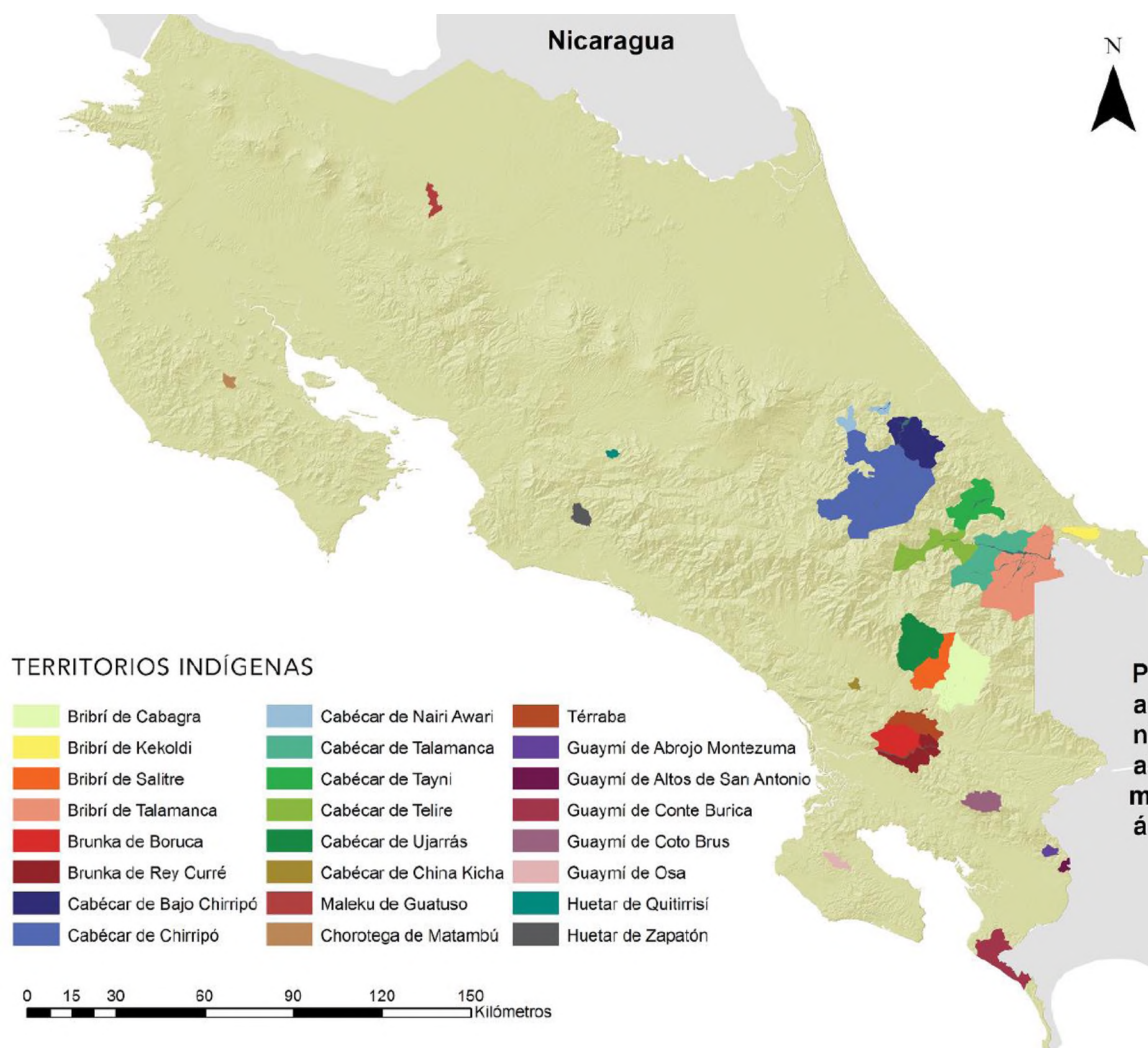 Nicaragua
N
P
a
n
a
m
á
TERRITORIOS INDÍGENAS
Bribrí de Cabagra
Bribrí de Kekoldi
Bribrí de Salitre
Bribrí de Talamanca
Brunka de Boruca
Brunka de Rey Curré
Cabécar de Bajo Chirripó
Cabécar de Chirripó
Cabécar de Nairi Awari
Cabécar de Talamanca
Cabécar de Tayni
Cabécar de Telire
Cabécar de Ujarrás
Cabécar de China Kicha
Maleku de Guatuso
Chorotega de Matambú
Térraba
Guaymí de Abrojo Montezuma
Guaymí de Altos de San Antonio
Guaymí de Conte Burica
Guaymí de Coto Brus
Guaymí de Osa
Huetar de Quitirrisí
Huetar de Zapatón
0 15 30 60 90 120 150
Kilómetros